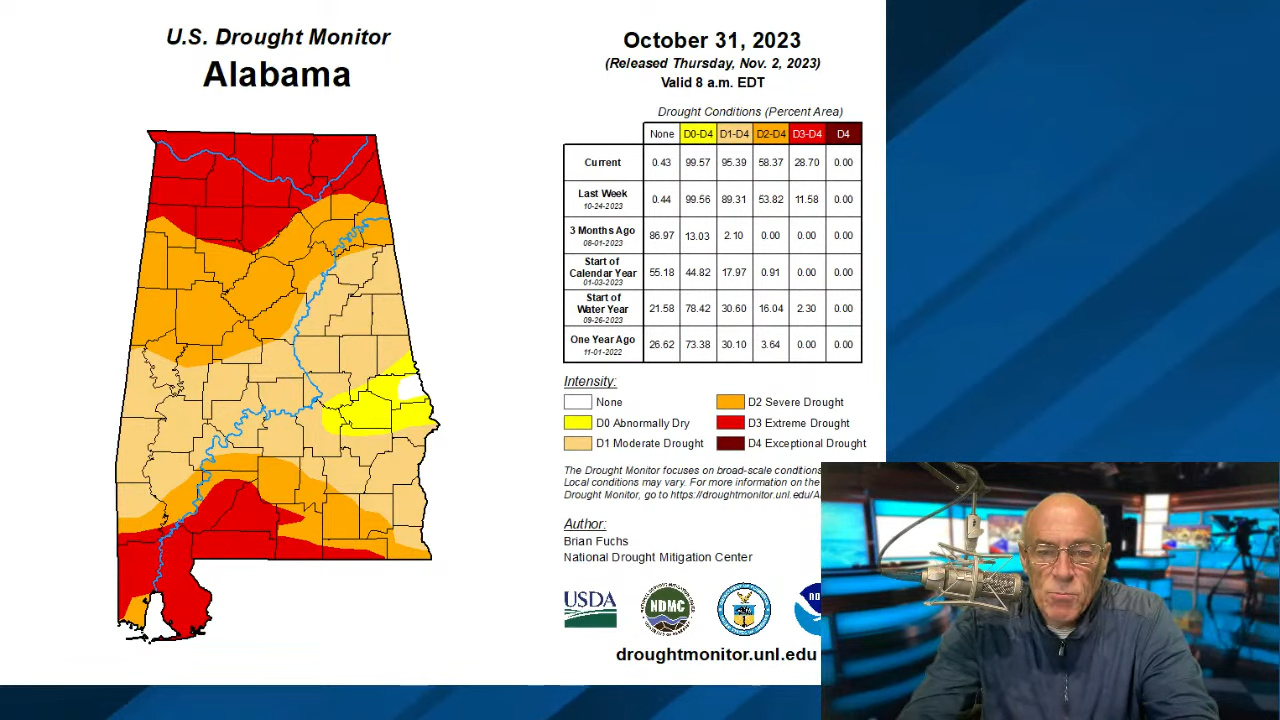 U.S. Drought Monitor
Alabama
October 31, 2023
(Released Thursday, Nov. 2, 2023)
Valid 8 a.m. EDT
Drought Conditions (Percent Area)
None D0-D4 D1-D4 D2-D4 D3-D4 D4
Current 0.43 99.57 95.39 58.37 28.70 0.00
Last Week
10-24-2023
0.44 99.56 89.31 53.82 11.58 0.00
3 Months Ago
08-01-2023
86.97 13.03 2.10 0.00 0.00 0.00
Start of
Calendar Year
01-03-2023
55.18 44.82 17.97 0.91 0.00 0.00
Start of
Water Year
09-26-2023
21.58 78.42 30.60 16.04 2.30 0.00
One Year Ago
11-01-2022
26.62 73.38 30.10 3.64 0.00 0.00
Intensity:
None
D0 Abnormally Dry
D1 Moderate Drought
D2 Severe Drought
D3 Extreme Drought
D4 Exceptional Drought
The Drought Monitor focuses on broad-scale conditions
Local conditions may vary. For more information on the
Drought Monitor, go to https://droughtmonitor.unl.edu/A
Author:
Brian Fuchs
National Drought Mitigation Center
USDA
NDMC
droughtmonitor.unl.edu